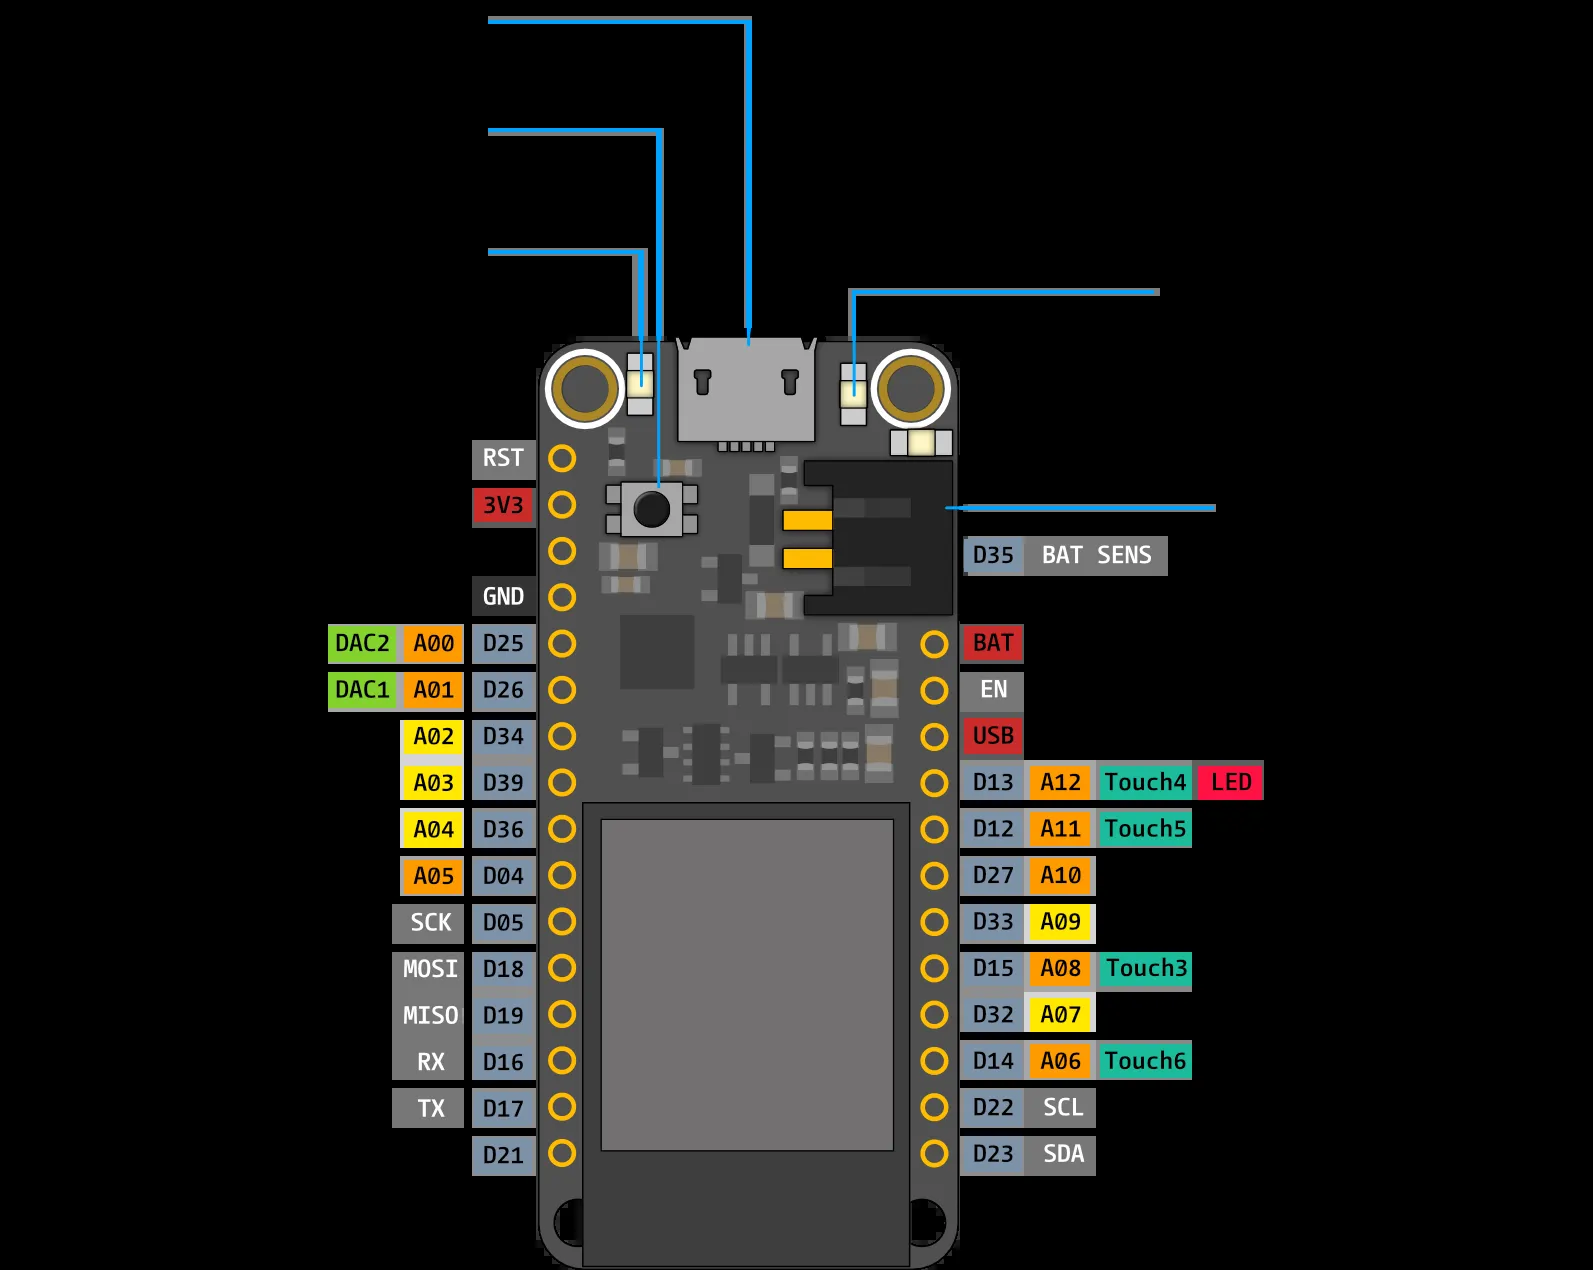 RST
3V3
GND
D35 BAT SENS
DAC2 A00 D25
BAT
DAC1 A01 D26
EN
A02 D34
USB
A03 D39
D13 A12 Touch4 LED
A04 D36
D12 A11 Touch5
A05 D04
D27 A10
SCK D05
D33 A09
MOSI D18
D15 A08 Touch3
MISO D19
D32 A07
RX D16
D14 A06 Touch6
TX D17
D22 SCL
D21
D23 SDA